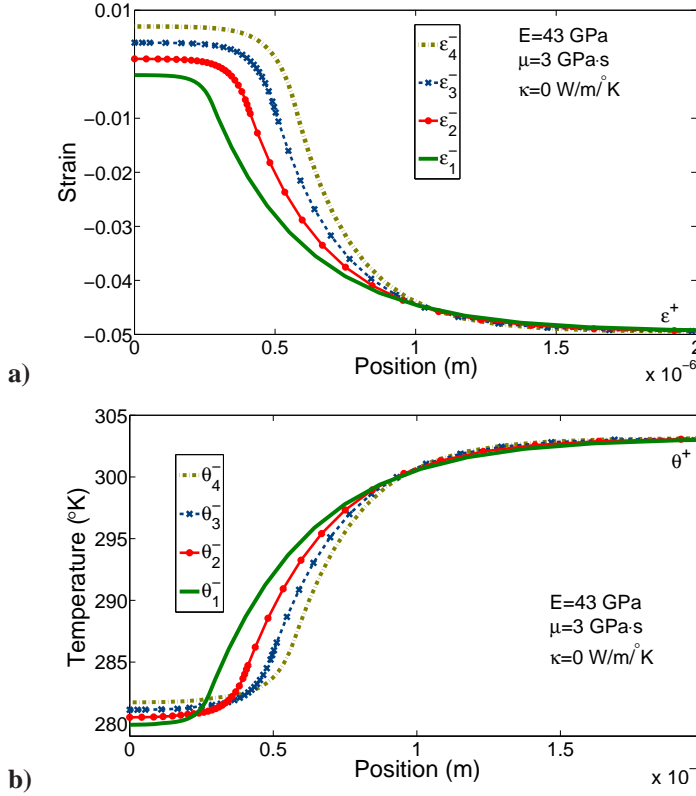 0.01
-0.01
-0.02
-0.03
-0.04
-0.05
Strain
ε₄⁻
ε₃⁻
ε₂⁻
ε₁⁻
E=43 GPa
μ=3 GPa·s
κ=0 W/m/°K
ε⁺
0 0.5 1 1.5 2
Position (m)
x 10⁻⁶
a)
305
300
295
290
285
280
Temperature (°K)
θ₄⁻
θ₃⁻
θ₂⁻
θ₁⁻
θ⁺
E=43 GPa
μ=3 GPa·s
κ=0 W/m/°K
0 0.5 1 1.5
Position (m)
x 10⁻
b)